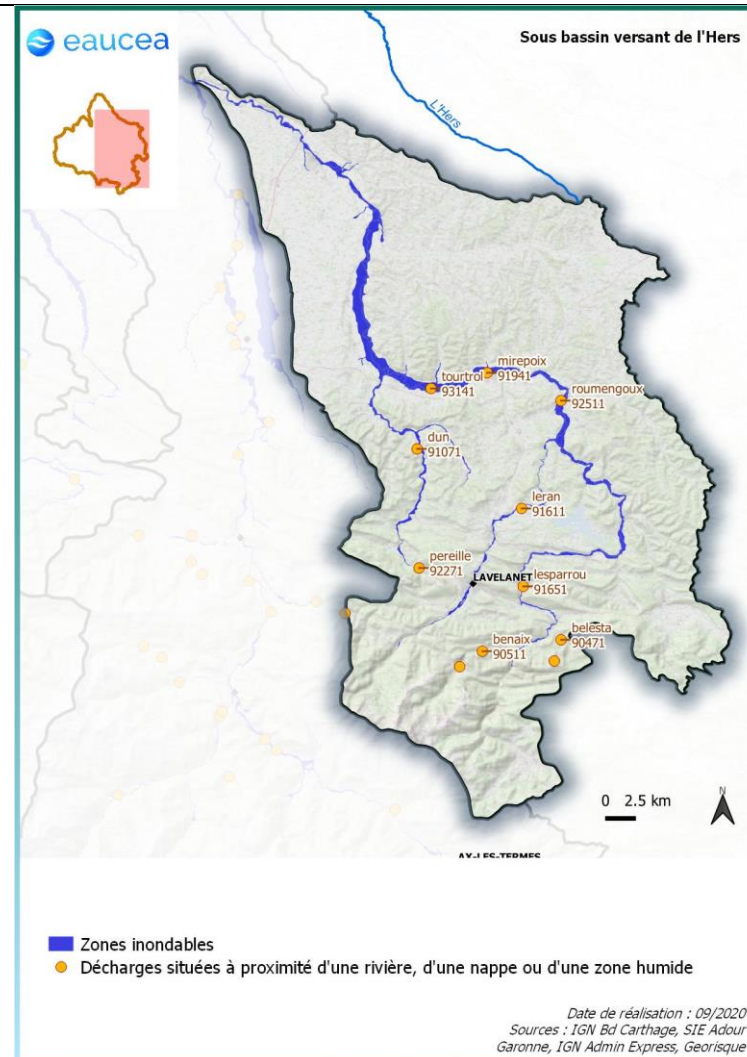 eaucea
Sous bassin versant de l'Hers
L'Hers
mirepoix
91941
tourtrol
93141
roumengoux
92511
dun
91071
leran
91611
pereille
92271
LAVELANET
lesparrou
91651
belesta
90471
benaix
90511
0 2.5 km
N
AX-LES-TERMES
Zones inondables
Décharges situées à proximité d'une rivière, d'une nappe ou d'une zone humide
Date de réalisation : 09/2020
Sources : IGN Bd Carthage, SIE Adour
Garonne, IGN Admin Express, Georisque